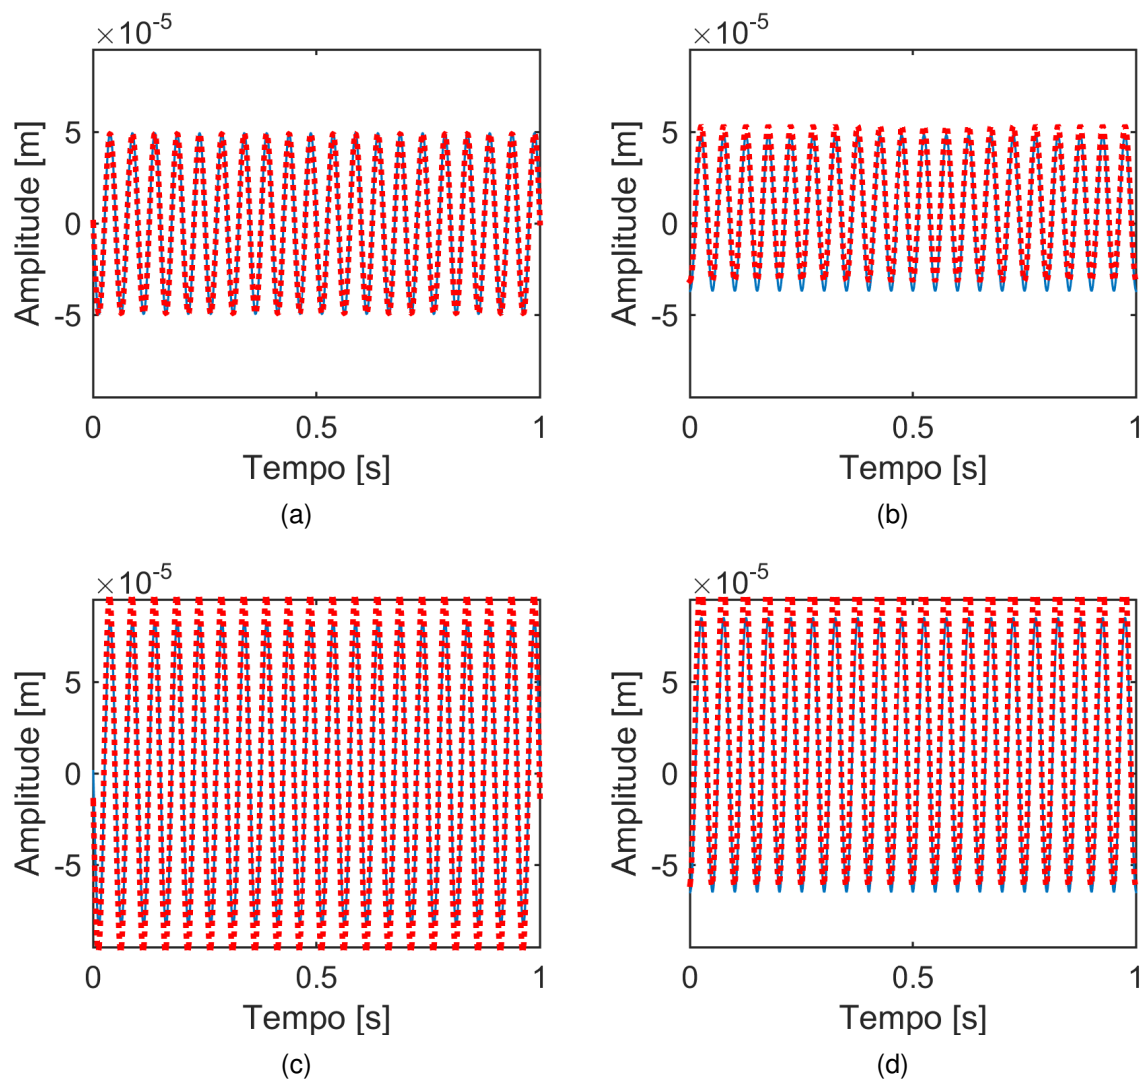 ×10-5 ×10-5
Amplitude [m] 5 0 -5 Amplitude [m] 5 0 -5
0 0.5 1 0 0.5 1
Tempo [s] Tempo [s]
(a) (b)
×10-5 ×10-5
Amplitude [m] 5 0 -5 Amplitude [m] 5 0 -5
0 0.5 1 0 0.5 1
Tempo [s] Tempo [s]
(c) (d)